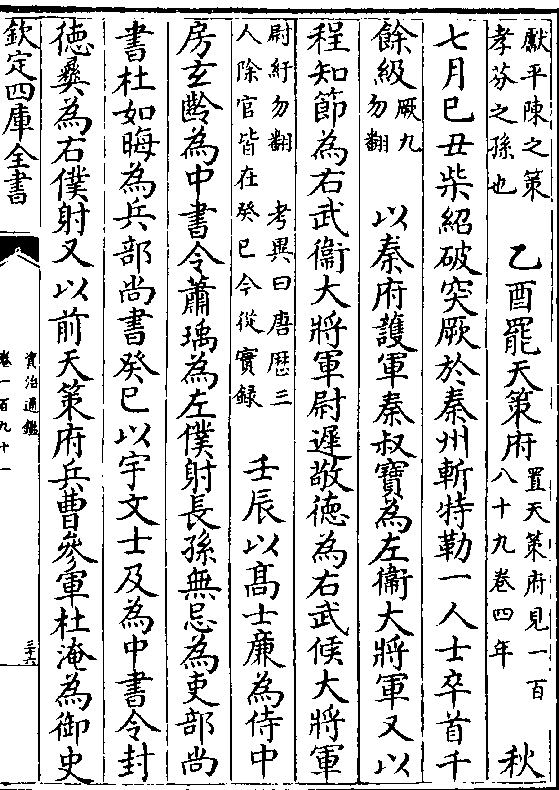 獻平陳之策孝芬之孫也乙酉罷天策府置天策府見一百八十九卷四年秋
七月己丑柴紹破突厥於秦州斬特勒一人士卒首千
餘級厥九勿翻以秦府護軍秦叔寶為左衞大將軍又以
程知節為右武衞大將軍尉遲敬德為右武候大將軍
尉紆勿翻考異曰唐厯三人除官皆在癸巳今從實録壬辰以髙士廉為侍中
房玄齡為中書令蕭瑀為左僕射長孫無忌為吏部尚
書杜如晦為兵部尚書癸巳以宇文士及為中書令封
德彝為右僕射又以前天策府兵曹參軍杜淹為御史
欽定四庫全書
資治通鑑
卷一百九十一
三十六